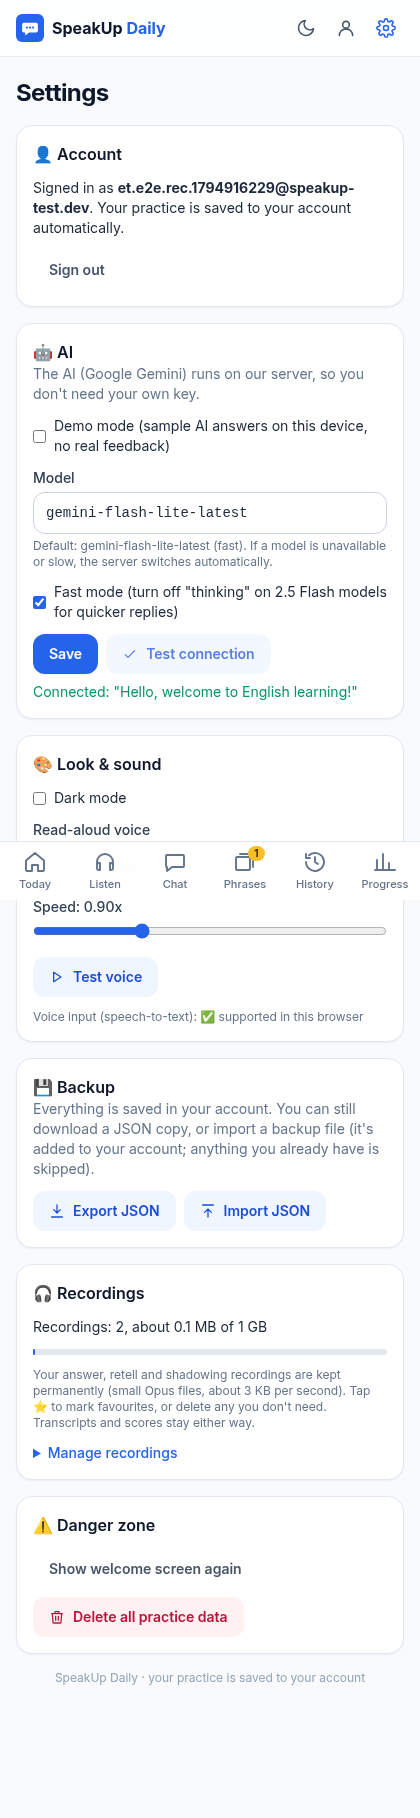 SpeakUp Daily
Settings
👤 Account
Signed in as et.e2e.rec.1794916229@speakup-
test.dev. Your practice is saved to your account
automatically.
Sign out
🤖 AI
The AI (Google Gemini) runs on our server, so you
don't need your own key.
Demo mode (sample AI answers on this device,
no real feedback)
Model
gemini-flash-lite-latest
Default: gemini-flash-lite-latest (fast). If a model is unavailable
or slow, the server switches automatically.
Fast mode (turn off "thinking" on 2.5 Flash models
for quicker replies)
Save
Test connection
Connected: "Hello, welcome to English learning!"
🎨 Look & sound
Dark mode
Read-aloud voice
1
Today Listen Chat Phrases History Progress
Speed: 0.90x
Test voice
Voice input (speech-to-text): ✅ supported in this browser
💾 Backup
Everything is saved in your account. You can still
download a JSON copy, or import a backup file (it's
added to your account; anything you already have is
skipped).
Export JSON
Import JSON
🎧 Recordings
Recordings: 2, about 0.1 MB of 1 GB
Your answer, retell and shadowing recordings are kept
permanently (small Opus files, about 3 KB per second). Tap
⭐ to mark favourites, or delete any you don't need.
Transcripts and scores stay either way.
Manage recordings
⚠️ Danger zone
Show welcome screen again
Delete all practice data
SpeakUp Daily · your practice is saved to your account